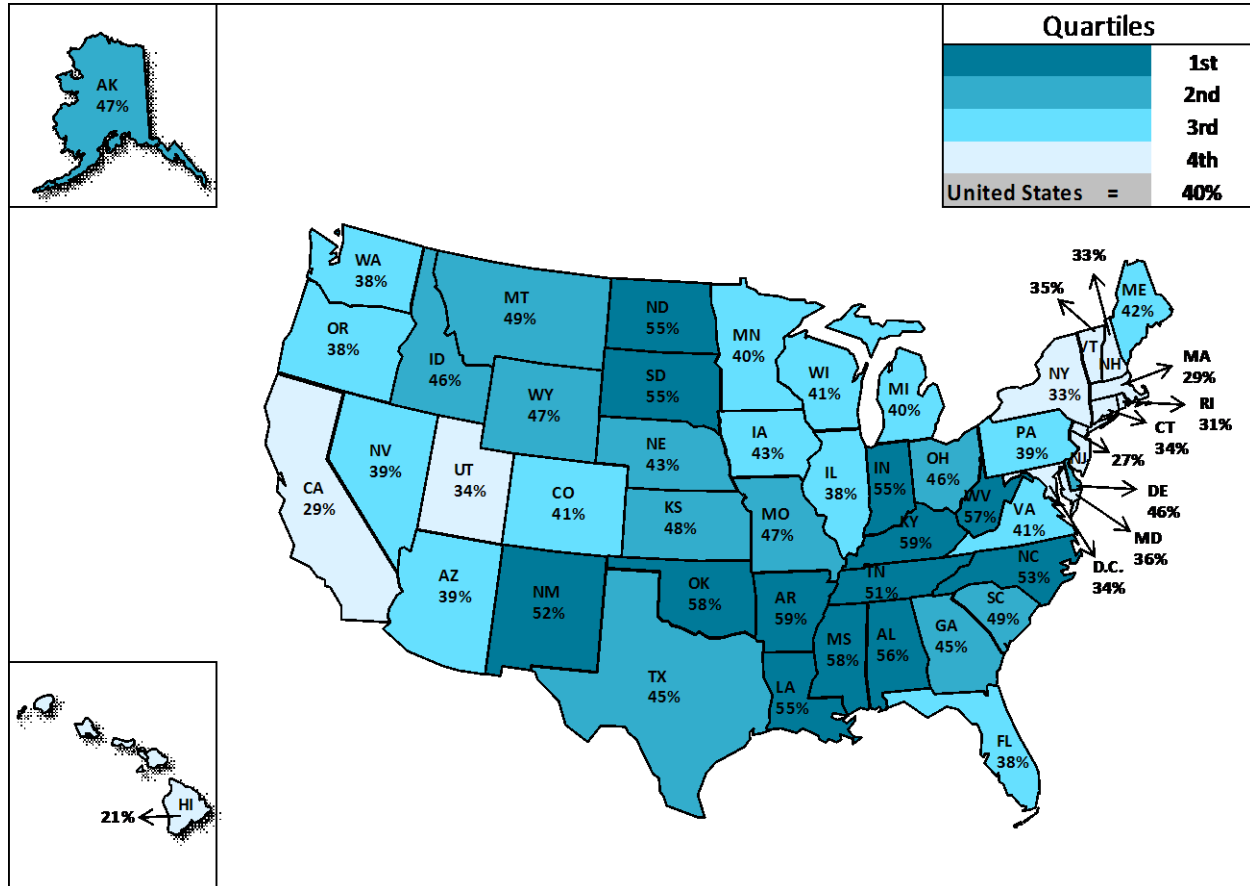 Quartiles
1st
2nd
3rd
4th
United States = 40%
AK
47%
WA
38%
OR
38%
MT
49%
ID
46%
WY
47%
ND
55%
SD
55%
NE
43%
KS
48%
MN
40%
IA
43%
WI
41%
MI
40%
IL
38%
MO
47%
IN
55%
OH
46%
PA
39%
NY
33%
VT
35%
NH
33%
ME
42%
MA
29%
RI
31%
CT
34%
NJ
27%
DE
46%
MD
36%
D.C.
34%
WV
57%
VA
41%
KY
59%
TN
51%
NC
53%
SC
49%
GA
45%
FL
38%
AL
56%
MS
58%
LA
55%
AR
59%
OK
58%
TX
45%
NM
52%
AZ
39%
CO
41%
UT
34%
NV
39%
CA
29%
HI
21%